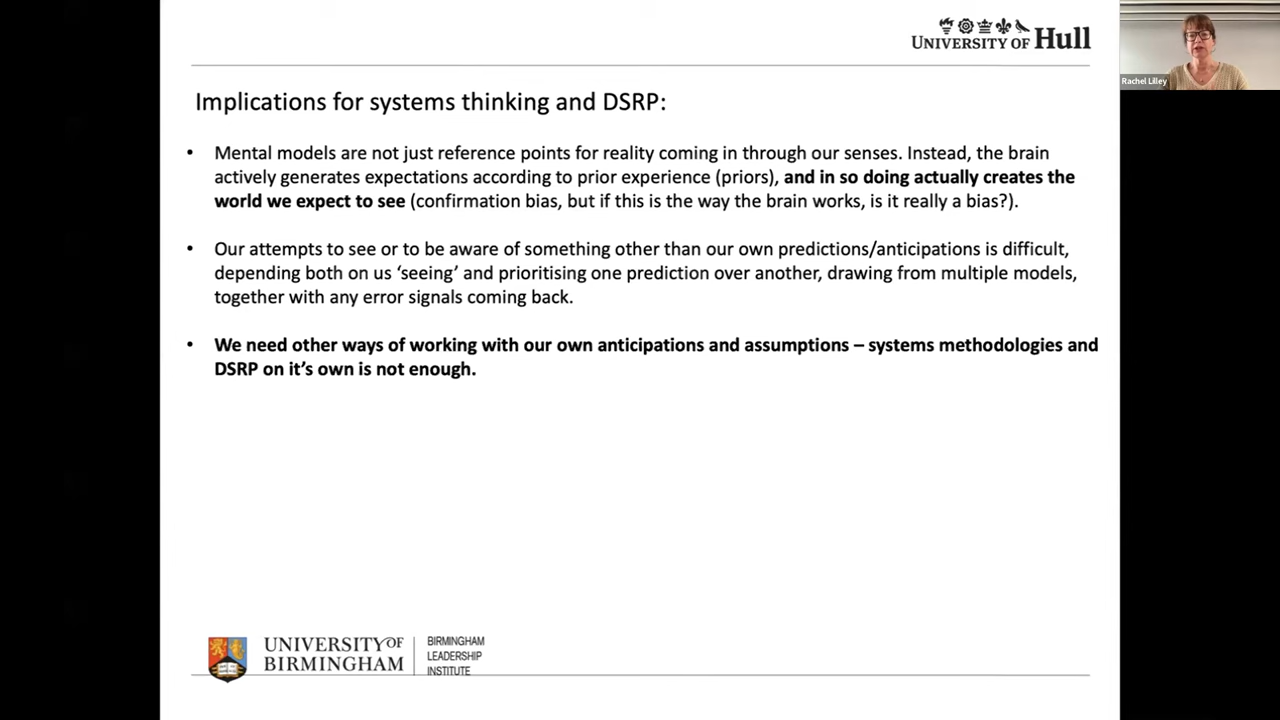 UNIVERSITY OF Hull
Rachel Lilley
Implications for systems thinking and DSRP:
• Mental models are not just reference points for reality coming in through our senses. Instead, the brain
actively generates expectations according to prior experience (priors), and in so doing actually creates the
world we expect to see (confirmation bias, but if this is the way the brain works, is it really a bias?).
• Our attempts to see or to be aware of something other than our own predictions/anticipations is difficult,
depending both on us ‘seeing’ and prioritising one prediction over another, drawing from multiple models,
together with any error signals coming back.
• We need other ways of working with our own anticipations and assumptions – systems methodologies and
DSRP on it’s own is not enough.
UNIVERSITY OF
BIRMINGHAM
BIRMINGHAM
LEADERSHIP
INSTITUTE